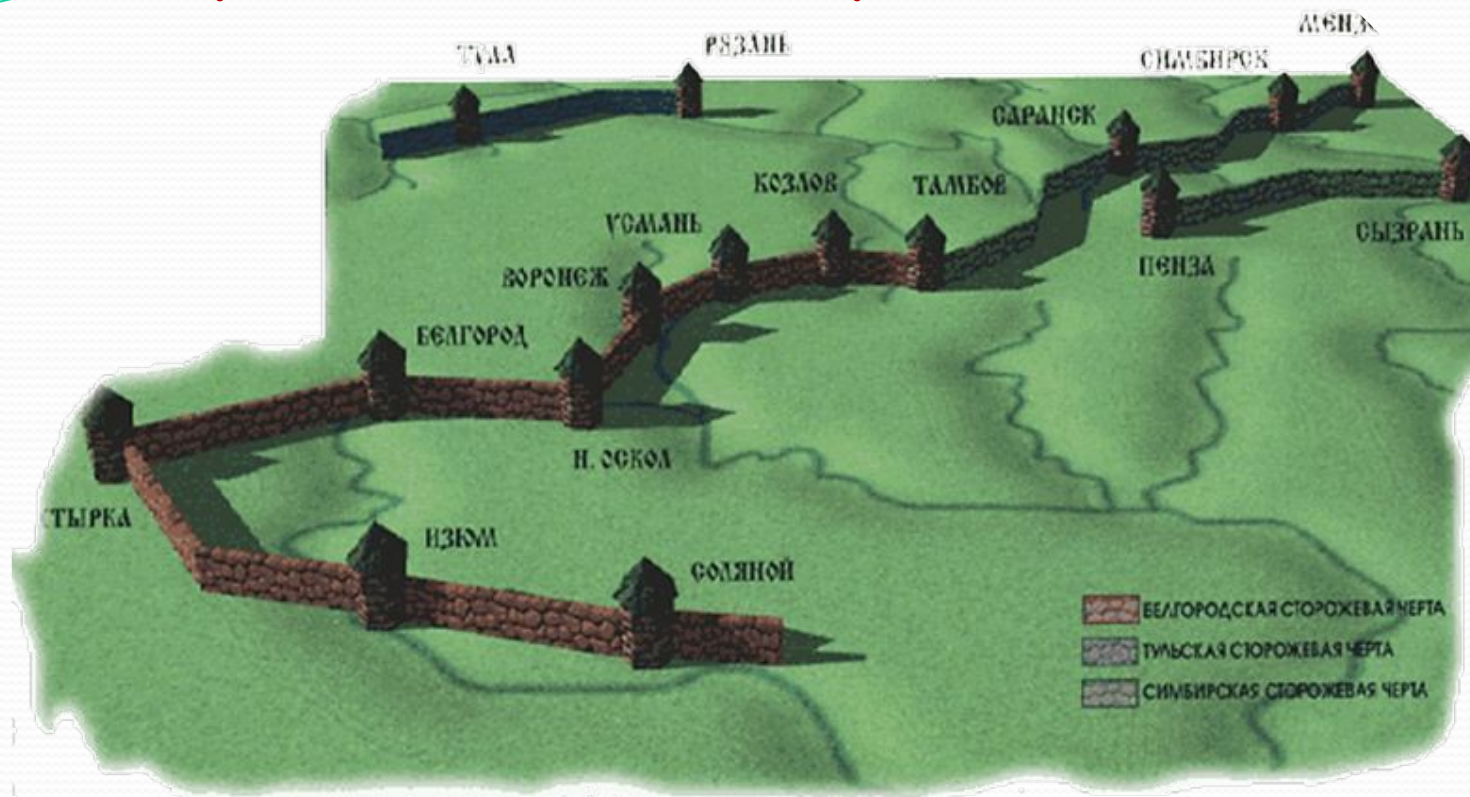 ТУЛА
РЯЗАНЬ
СИМБИРСК
САРАНСК
КОЗЛОВ
ТАМБОВ
УСМАНЬ
СЫЗРАНЬ
ПЕНЗА
ВОРОНЕЖ
БЕЛГОРОД
Н. ОСКОЛ
ТЫРКА
ИЗЮМ
СОЛЯНОЙ
БЕЛГОРОДСКАЯ СТОРОЖЕВАЯ ЧЕРТА
ТУЛЬСКАЯ СТОРОЖЕВАЯ ЧЕРТА
СИМБИРСКАЯ СТОРОЖЕВАЯ ЧЕРТА